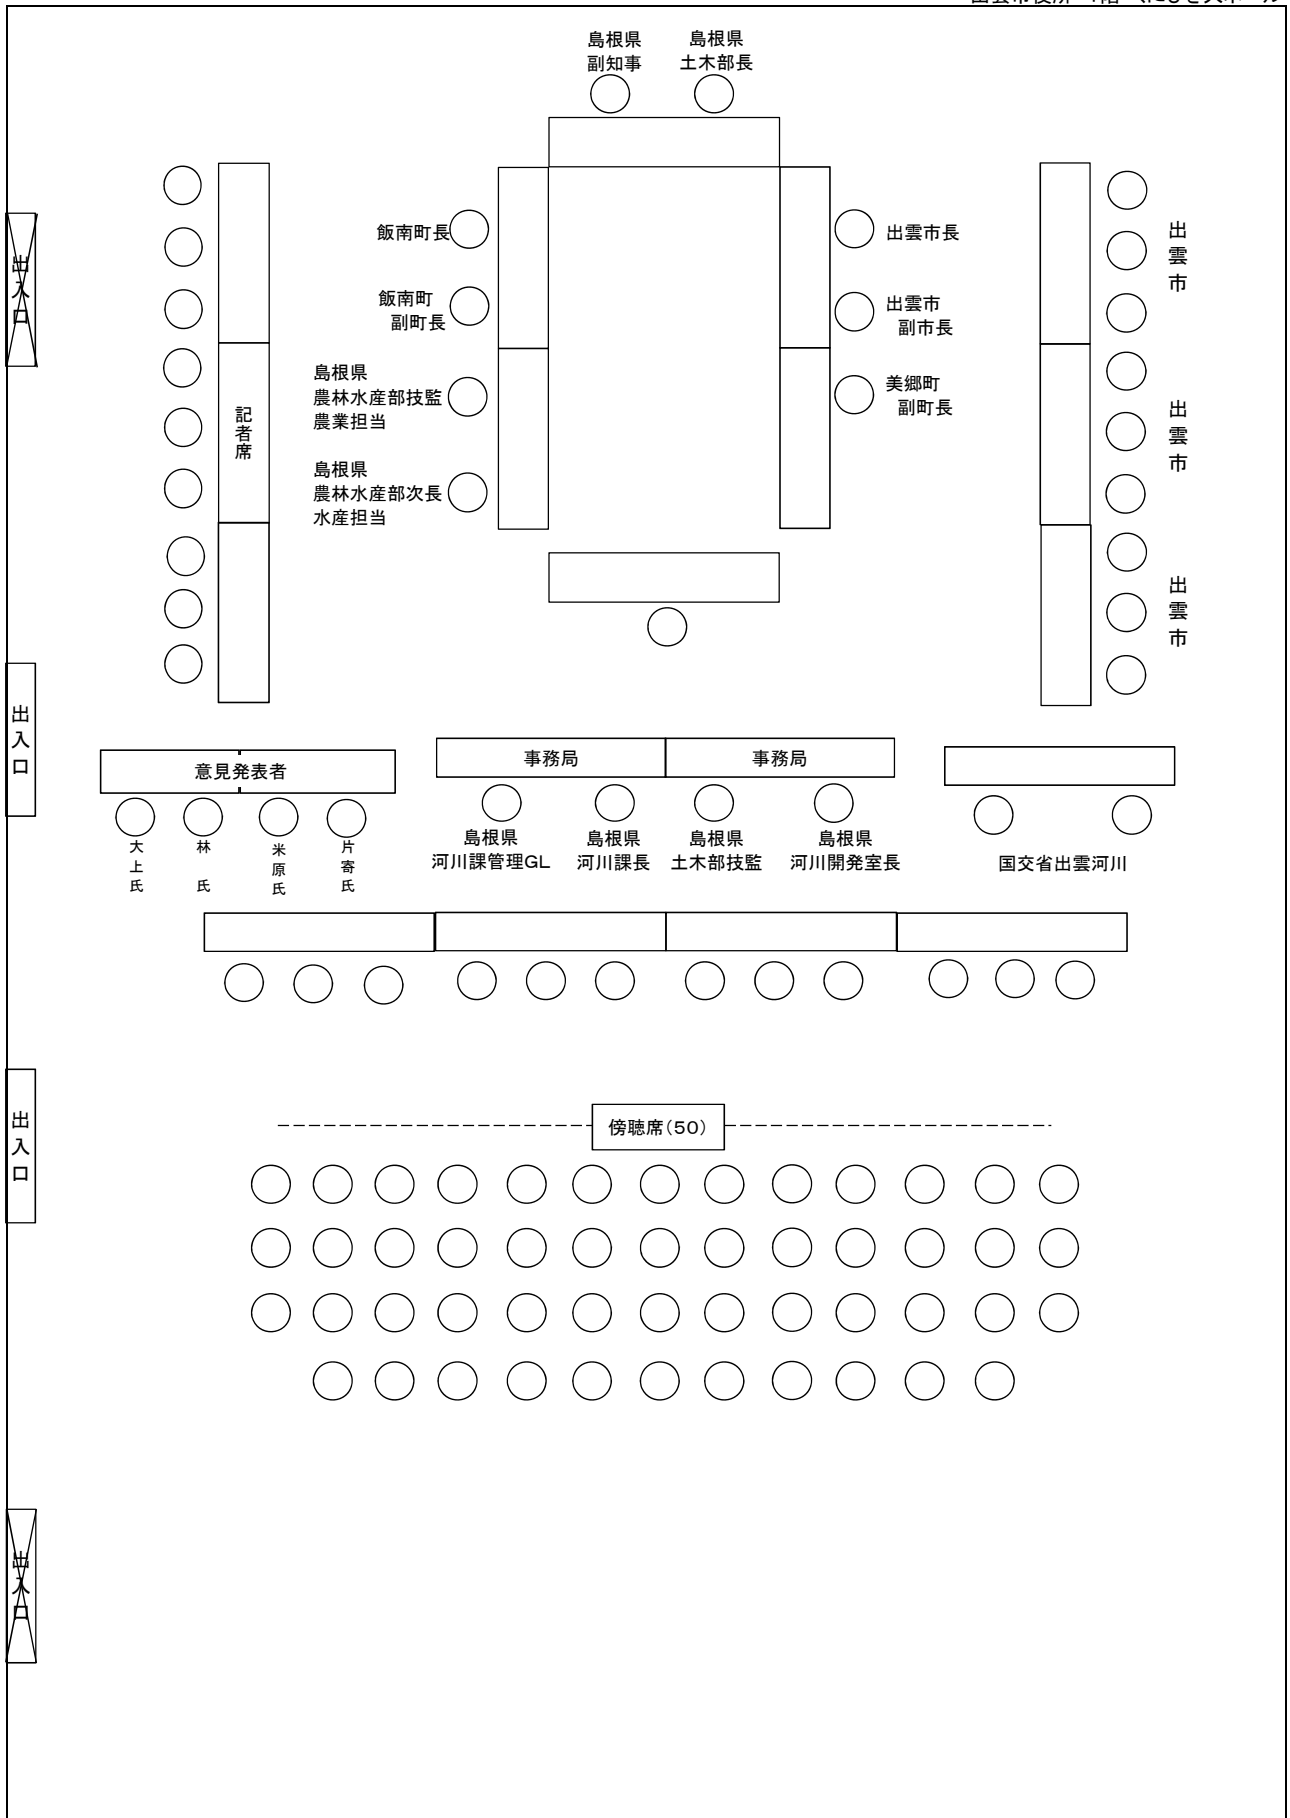 島根県
副知事
島根県
土木部長
飯南町長
出雲市長
飯南町
副町長
出雲市
副市長
島根県
農林水産部技監
農業担当
美郷町
副町長
島根県
農林水産部次長
水産担当
記者席
出雲市
出雲市
出雲市
出入口
出入口
意見発表者
事務局
事務局
大上氏
林 氏
米原氏
片寄氏
島根県
河川課管理GL
島根県
河川課長
島根県
土木部技監
島根県
河川開発室長
国交省出雲河川
出入口
傍聴席(50)
出入口